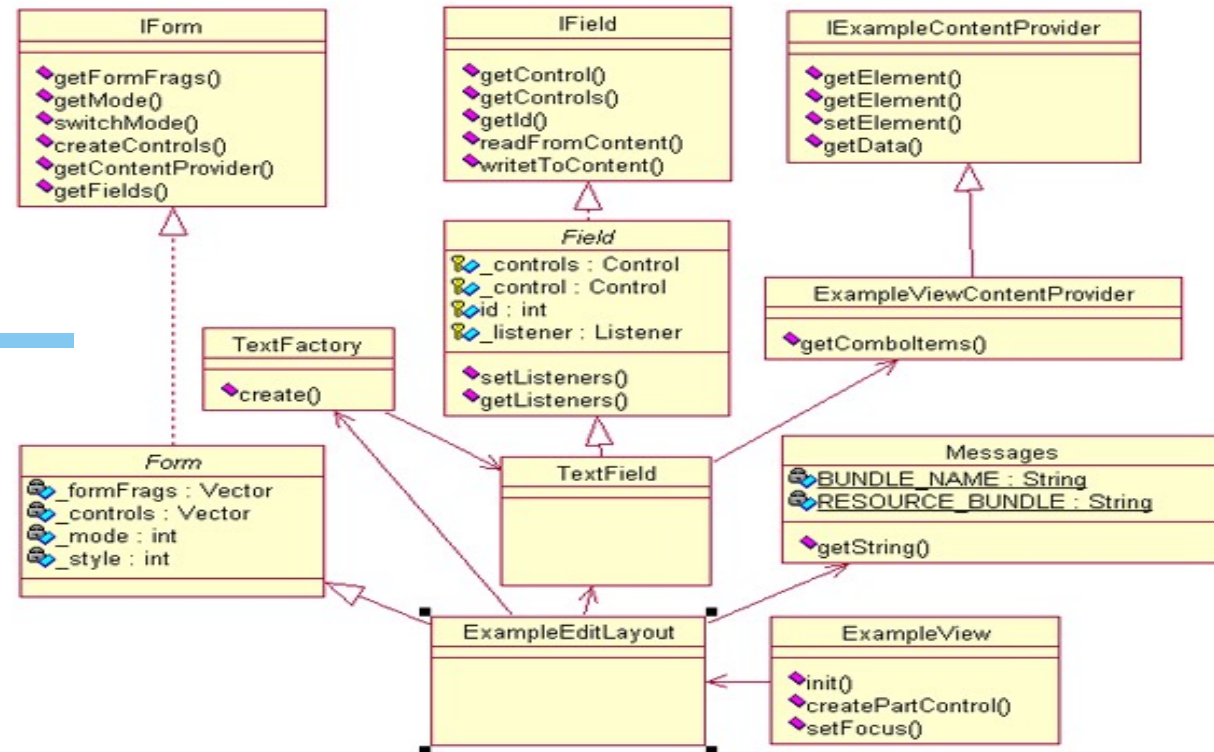 IForm
getFormFrags()
getMode()
switchMode()
createControls()
getContentProvider()
getFields()
IField
getControl()
getControls()
getId()
readFromContent()
writetToContent()
IExampleContentProvider
getElement()
getElement()
setElement()
getData()
Field
_controls : Control
_control : Control
id : int
_listener : Listener
setListeners()
getListeners()
ExampleViewContentProvider
getComboItems()
TextFactory
create()
Form
_formFrags : Vector
_controls : Vector
_mode : int
_style : int
TextField
Messages
BUNDLE_NAME : String
RESOURCE_BUNDLE : String
getString()
ExampleEditLayout
ExampleView
init()
createPartControl()
setFocus()